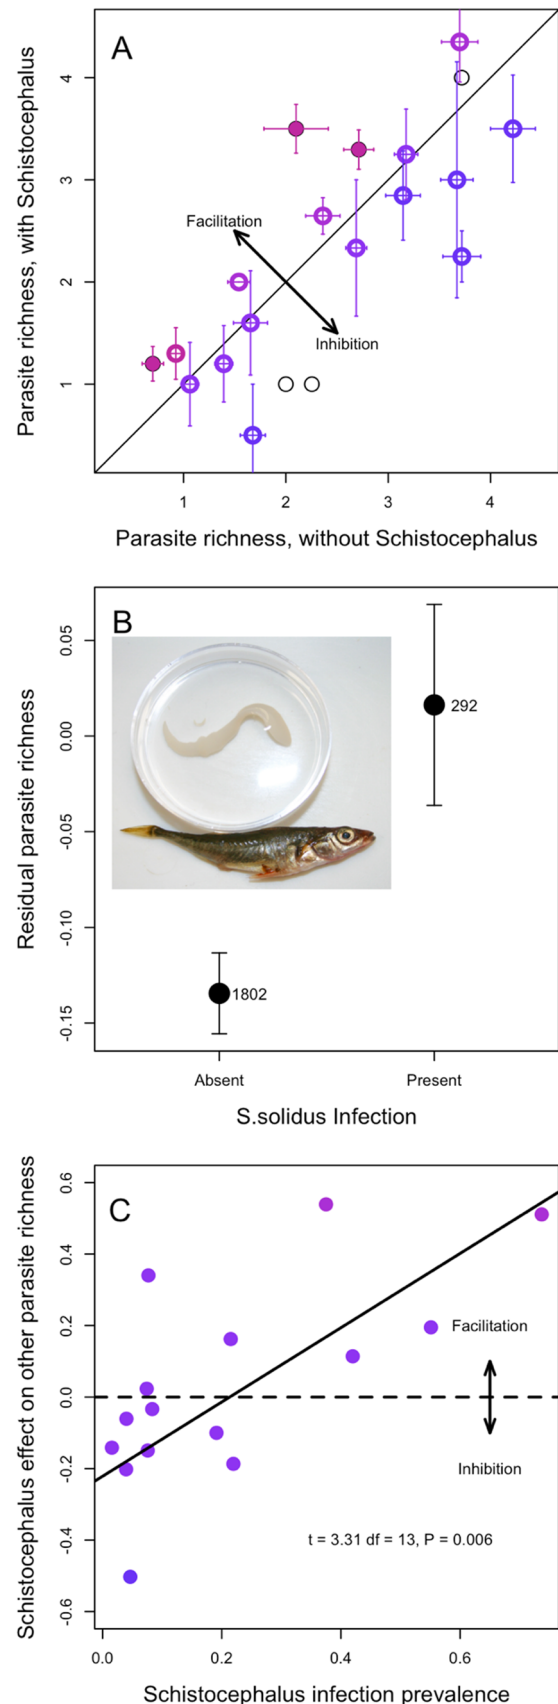 A
Parasite richness, with Schistocephalus
4
3
2
1
Facilitation
Inhibition
1 2 3 4
Parasite richness, without Schistocephalus
B
Residual parasite richness
0.05
0.00
-0.05
-0.10
-0.15
292
1802
Absent Present
S.solidus Infection
C
Schistocephalus effect on other parasite richness
0.6
0.4
0.2
0.0
-0.2
-0.4
-0.6
Facilitation
Inhibition
t = 3.31 df = 13, P = 0.006
0.0 0.2 0.4 0.6
Schistocephalus infection prevalence